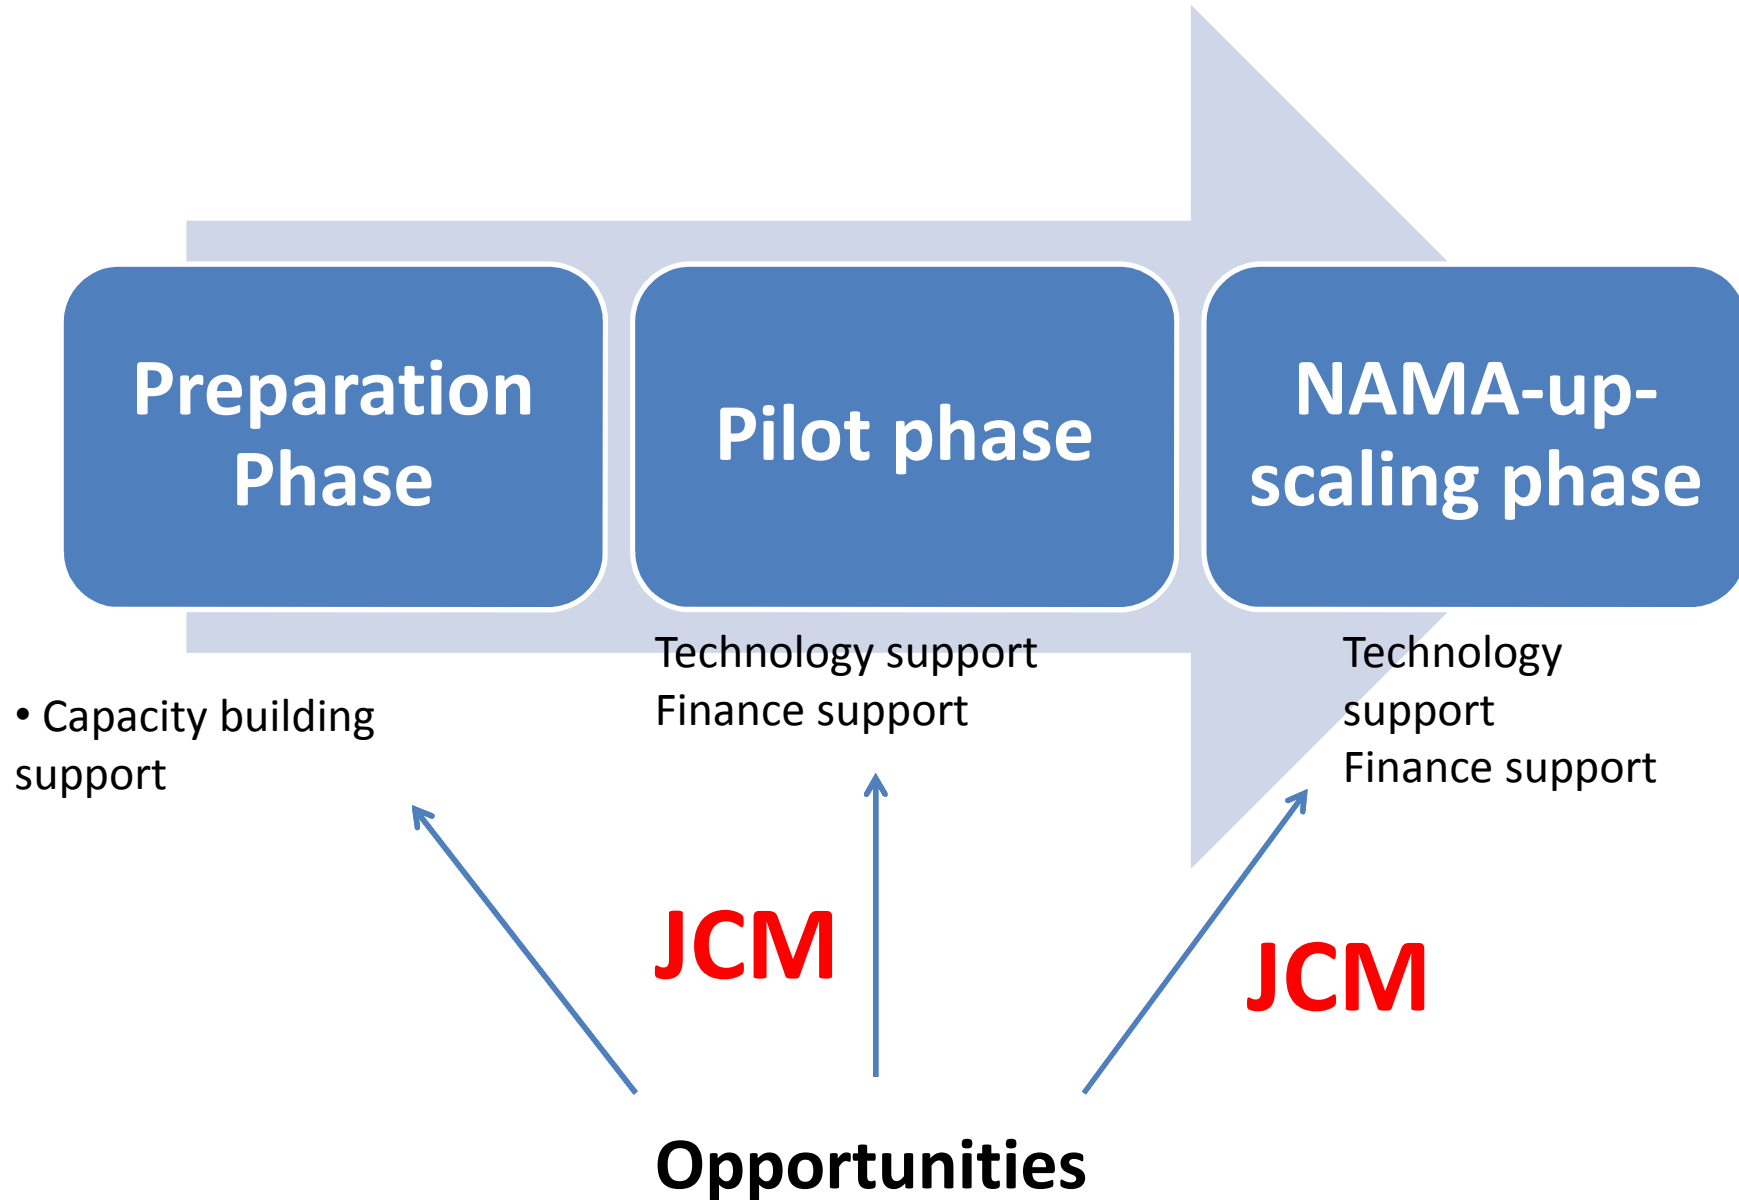 Preparation
Phase
Pilot phase
NAMA-up-
scaling phase
• Capacity building
support
Technology support
Finance support
Technology
support
Finance support
JCM
JCM
Opportunities